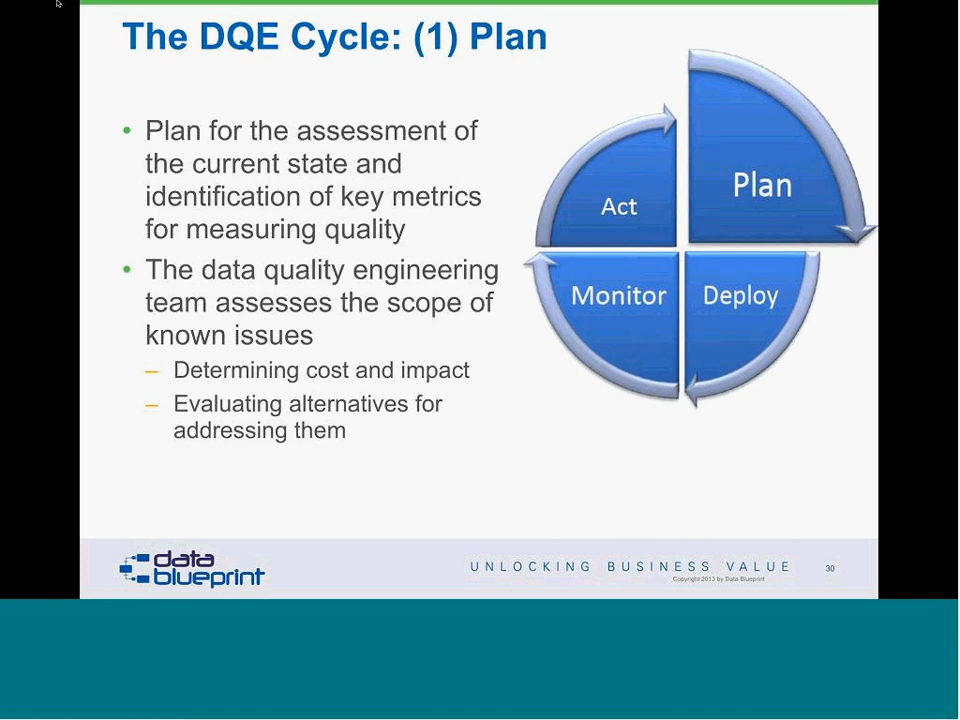 The DQE Cycle: (1) Plan
• Plan for the assessment of
the current state and
identification of key metrics
for measuring quality
• The data quality engineering
team assesses the scope of
known issues
– Determining cost and impact
– Evaluating alternatives for
addressing them
Act
Plan
Monitor
Deploy
data
blueprint
UNLOCKING BUSINESS VALUE
30
Copyright 2013 by Data Blueprint